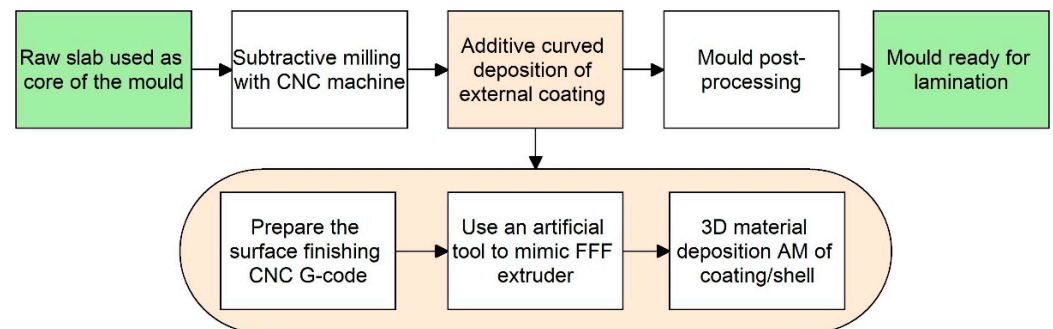 Raw slab used as
core of the mould
Subtractive milling
with CNC machine
Additive curved
deposition of
external coating
Mould post-
processing
Mould ready for
lamination
Prepare the
surface finishing
CNC G-code
Use an artificial
tool to mimic FFF
extruder
3D material
deposition AM of
coating/shell